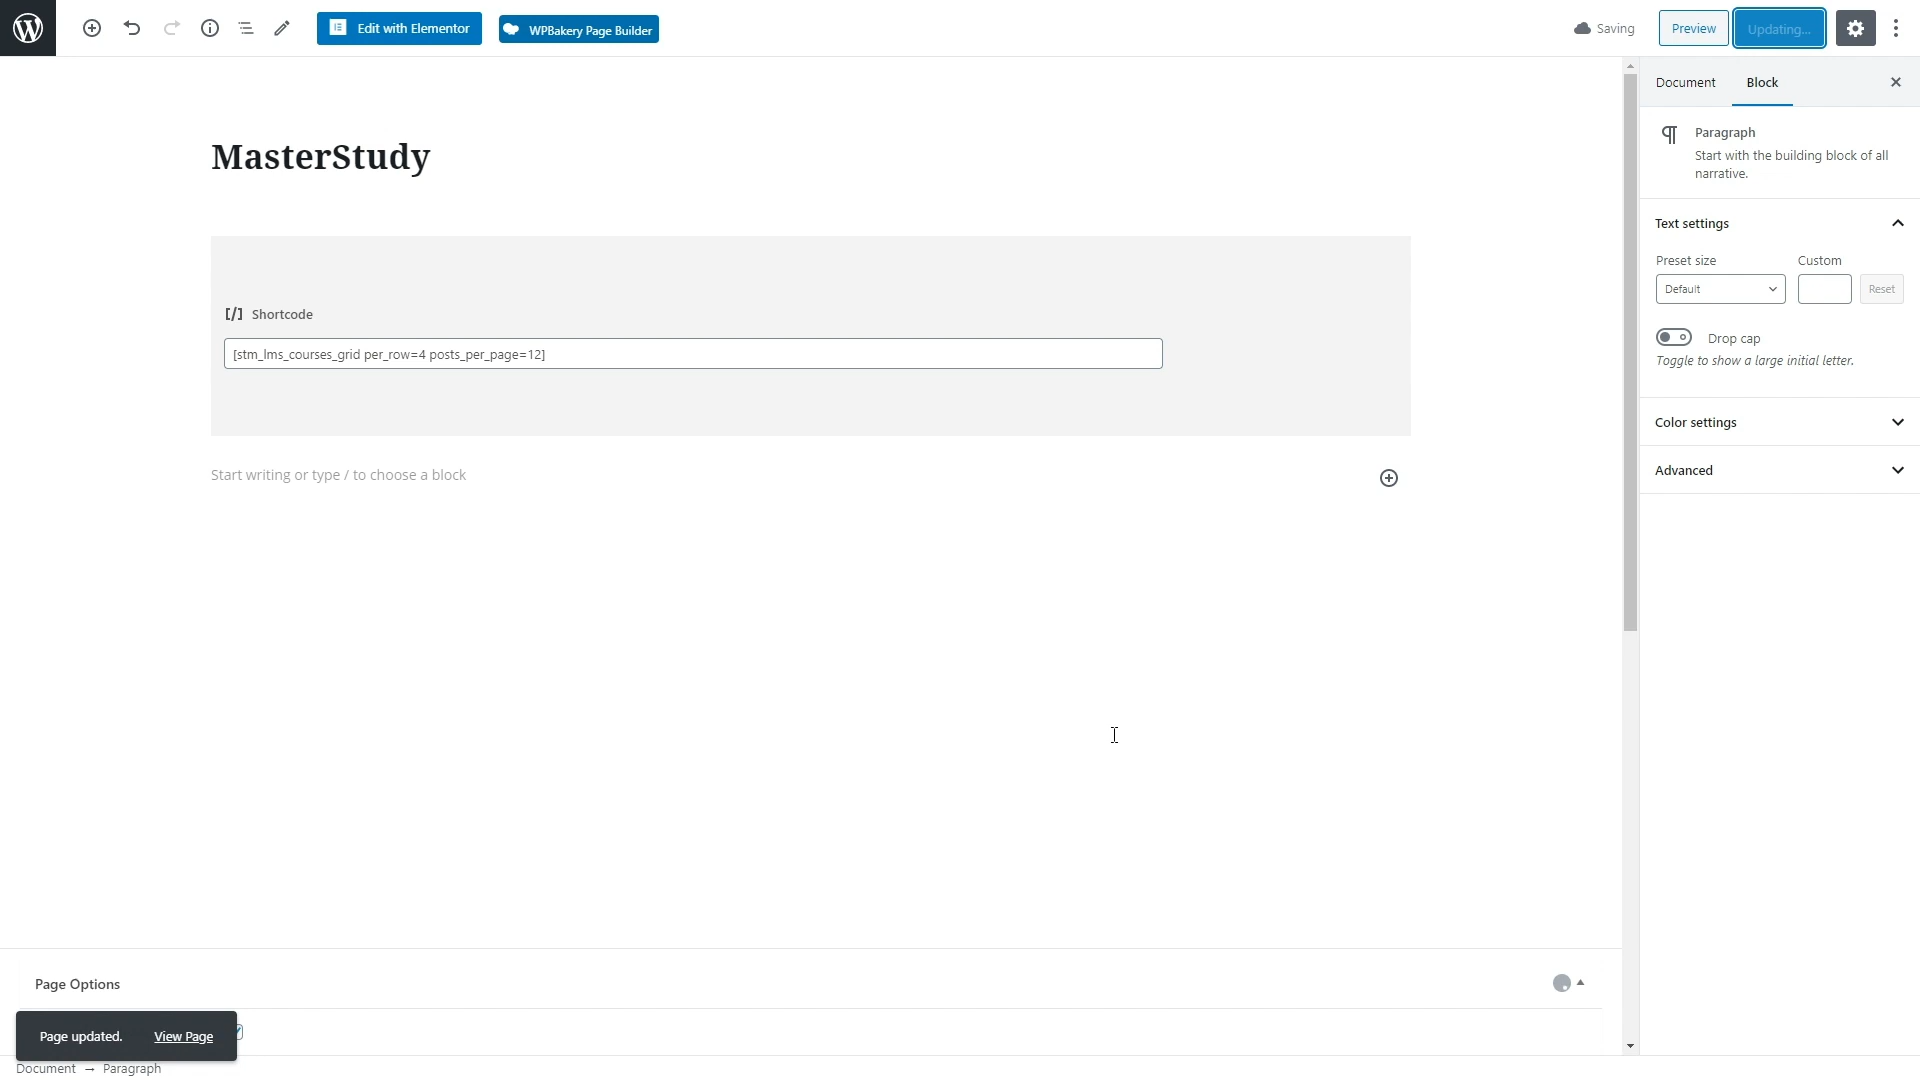 Edit with Elementor
WPBakery Page Builder
Saving
Preview
Updating...
Document
Block
Paragraph
Start with the building block of all
narrative.
MasterStudy
Text settings
Preset size
Custom
Default
Reset
[/] Shortcode
[stm_lms_courses_grid per_row=4 posts_per_page=12]
Drop cap
Toggle to show a large initial letter.
Color settings
Start writing or type / to choose a block
Advanced
Page Options
Page updated.
View Page
Document → Paragraph